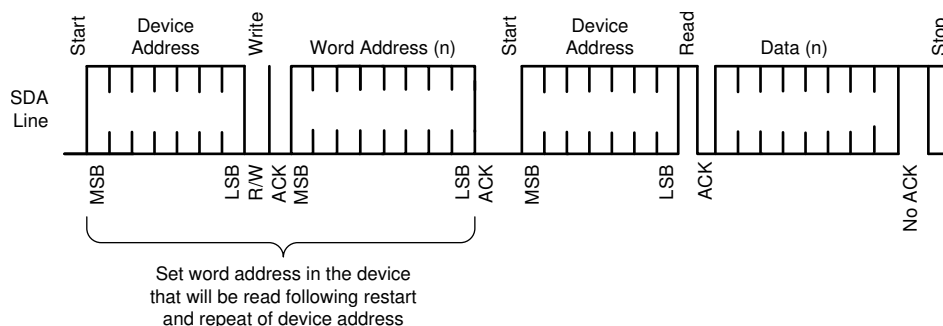 Start
Device
Address
Write
Word Address (n)
Start
Device
Address
Read
Data (n)
Stop
SDA
Line
MSB
LSB
R/W
ACK
MSB
LSB
ACK
MSB
LSB
ACK
No ACK
Set word address in the device
that will be read following restart
and repeat of device address